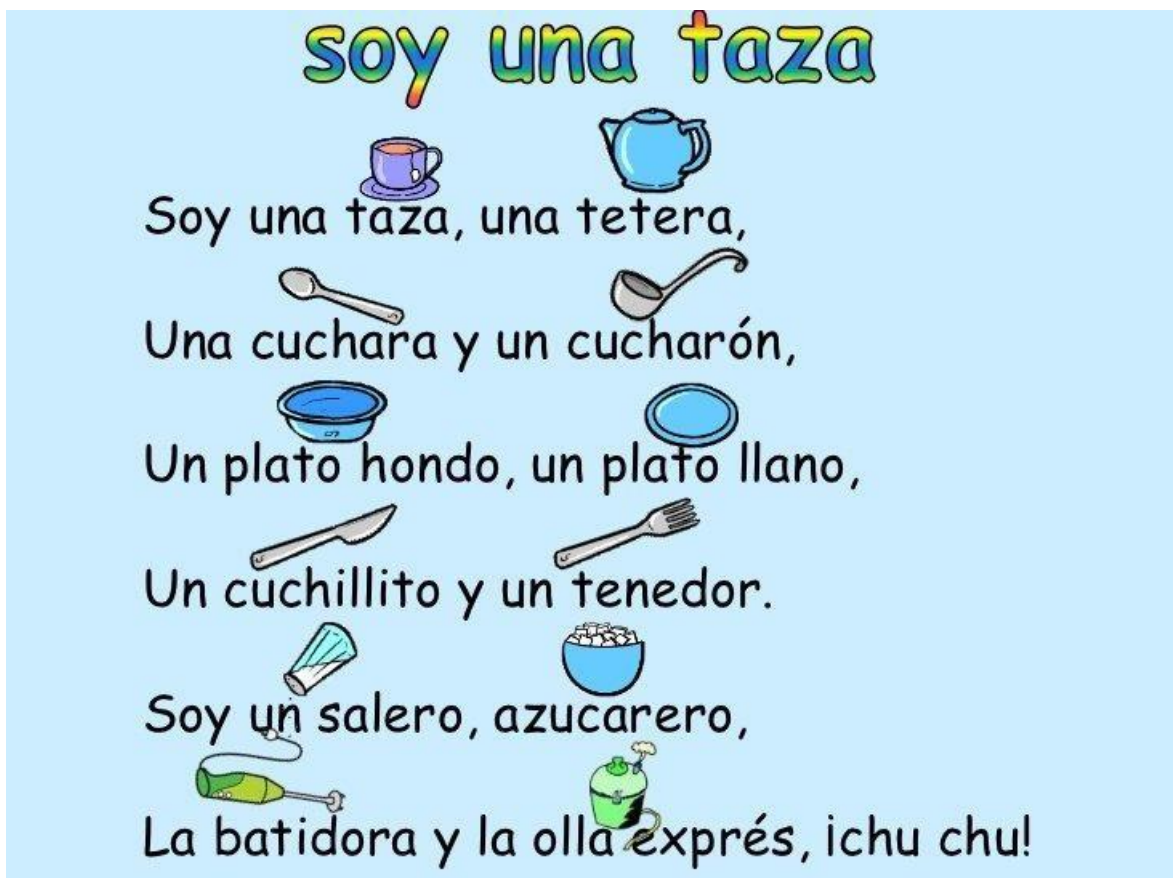 soy una taza
Soy una taza, una tetera,
Una cuchara y un cucharón,
Un plato hondo, un plato llano,
Un cuchillito y un tenedor.
Soy un salero, azucarero,
La batidora y la olla exprés, ¡chu chu!